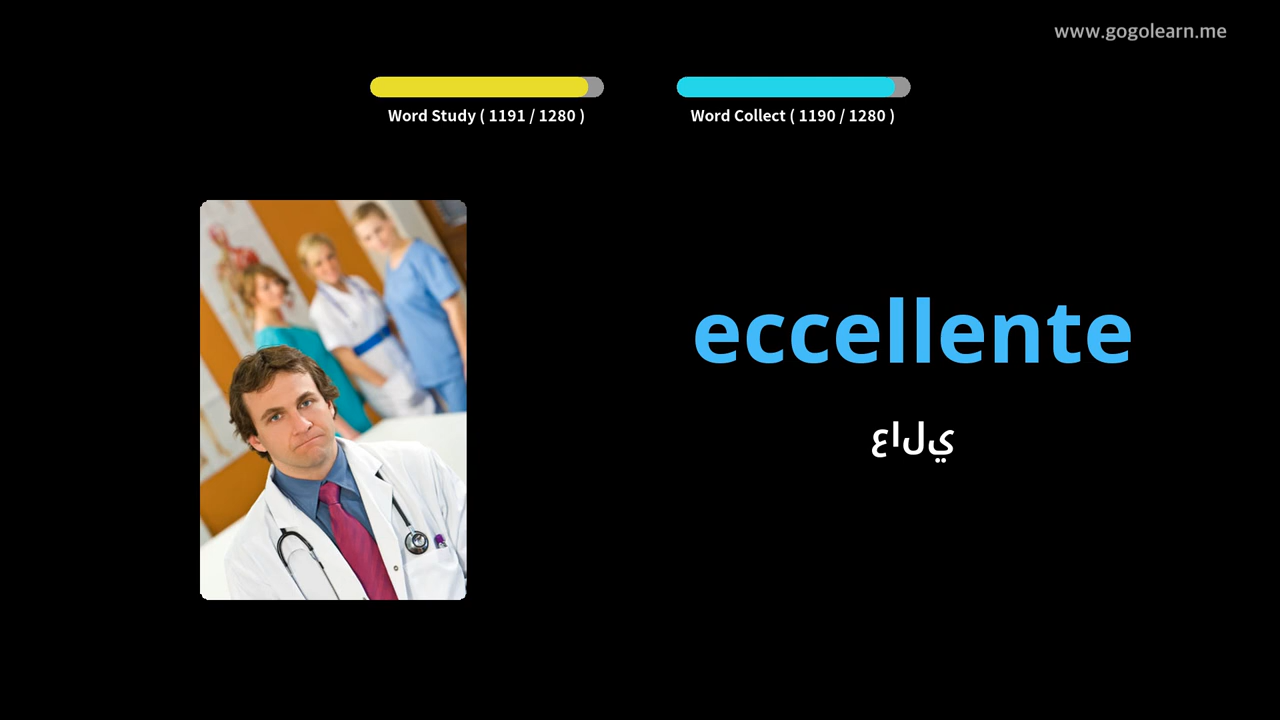 www.gogolearn.me
Word Study ( 1191 / 1280 )
Word Collect ( 1190 / 1280 )
eccellente
عالي